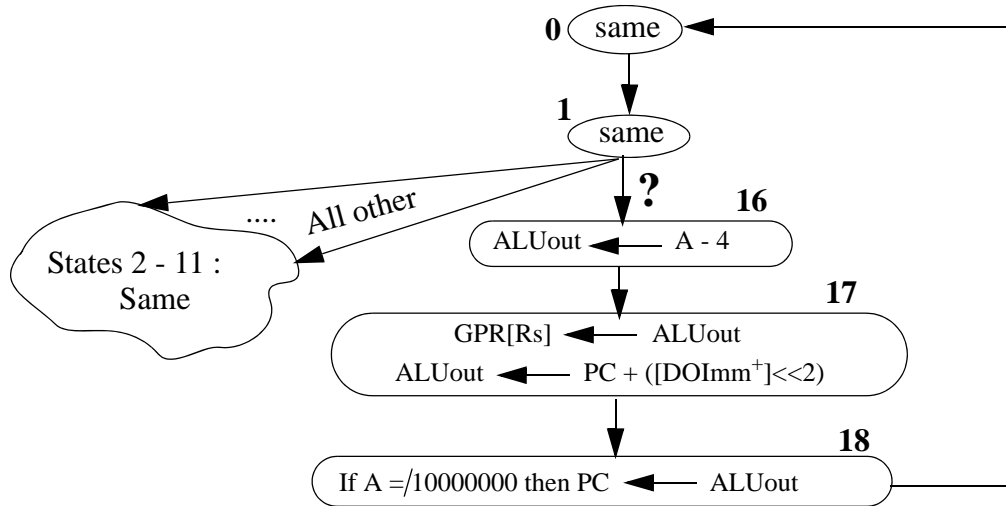 0 same
1
same
?
16
.... All other
ALUout A - 4
States 2 - 11 :
Same
17
GPR[Rs] ALUout
ALUout PC + ([DOImm⁺]<<2)
18
If A =/10000000 then PC ALUout